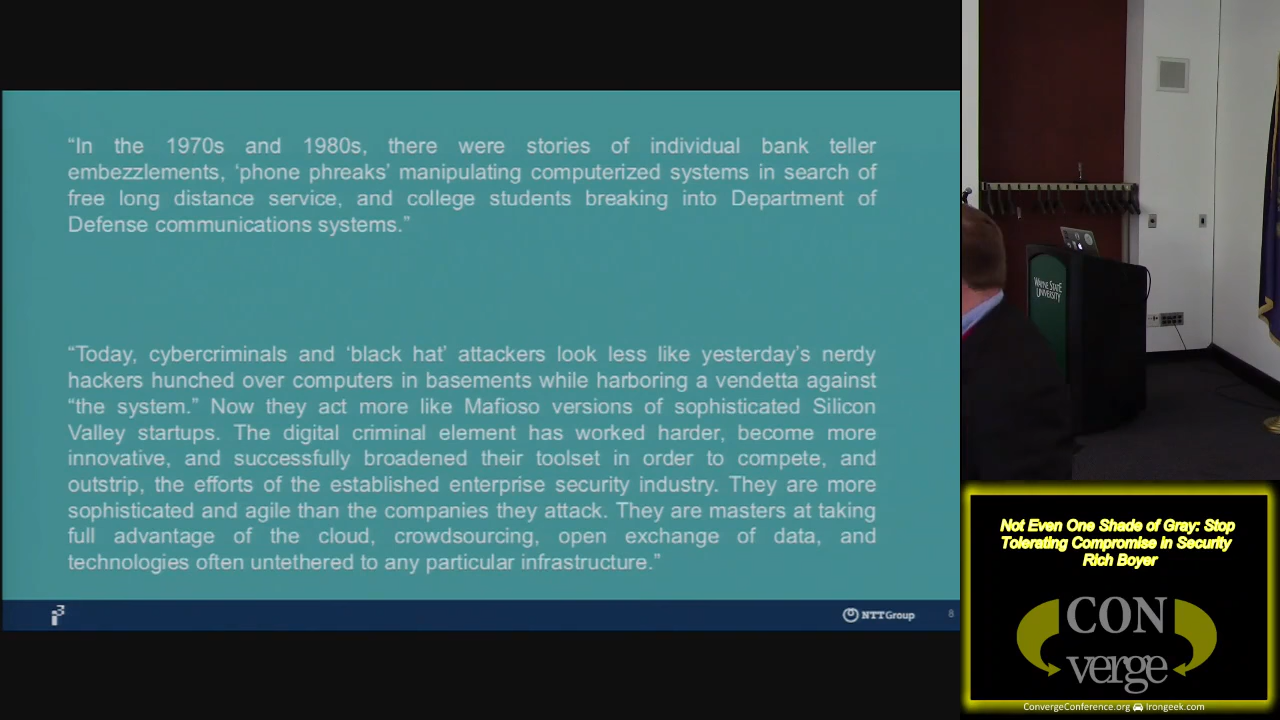 “In the 1970s and 1980s, there were stories of individual bank teller
embezzlements, ‘phone phreaks’ manipulating computerized systems in search of
free long distance service, and college students breaking into Department of
Defense communications systems.”
“Today, cybercriminals and ‘black hat’ attackers look less like yesterday’s nerdy
hackers hunched over computers in basements while harboring a vendetta against
“the system.” Now they act more like Mafioso versions of sophisticated Silicon
Valley startups. The digital criminal element has worked harder, become more
innovative, and successfully broadened their toolset in order to compete, and
outstrip, the efforts of the established enterprise security industry. They are more
sophisticated and agile than the companies they attack. They are masters at taking
full advantage of the cloud, crowdsourcing, open exchange of data, and
technologies often untethered to any particular infrastructure.”
i3
NTT Group
8
WAYNE STATE
UNIVERSITY
Not Even One Shade of Gray: Stop
Tolerating Compromise in Security
Rich Boyer
CON
verge
ConvergeConference.org Irongeek.com